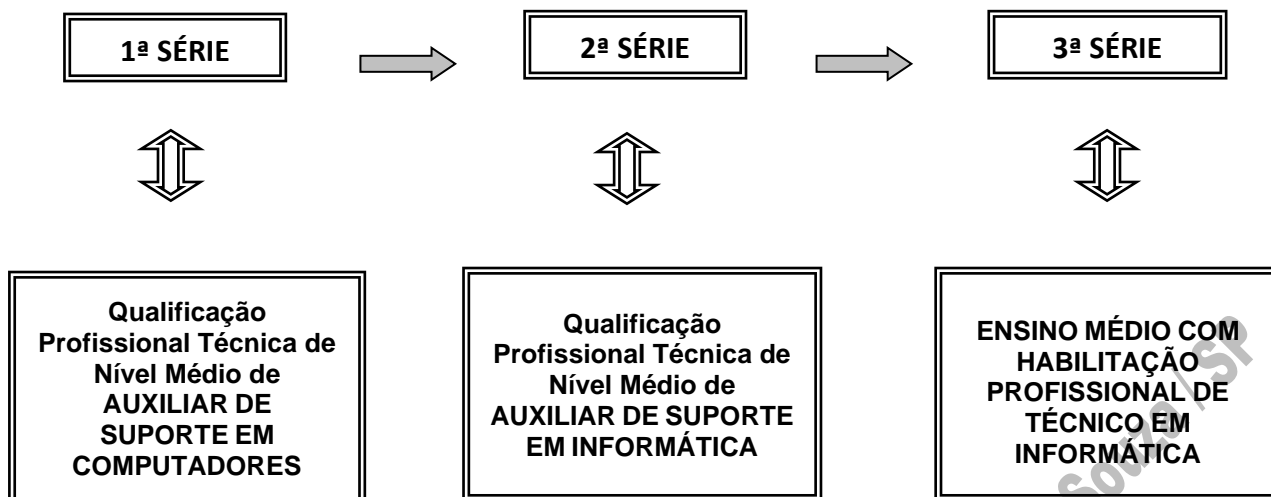 1ª SÉRIE
2ª SÉRIE
3ª SÉRIE
Qualificação
Profissional Técnica de
Nível Médio de
AUXILIAR DE
SUPORTE EM
COMPUTADORES
Qualificação
Profissional Técnica de
Nível Médio de
AUXILIAR DE SUPORTE
EM INFORMÁTICA
ENSINO MÉDIO COM
HABILITAÇÃO
PROFISSIONAL DE
TÉCNICO EM
INFORMÁTICA
Souza / SP